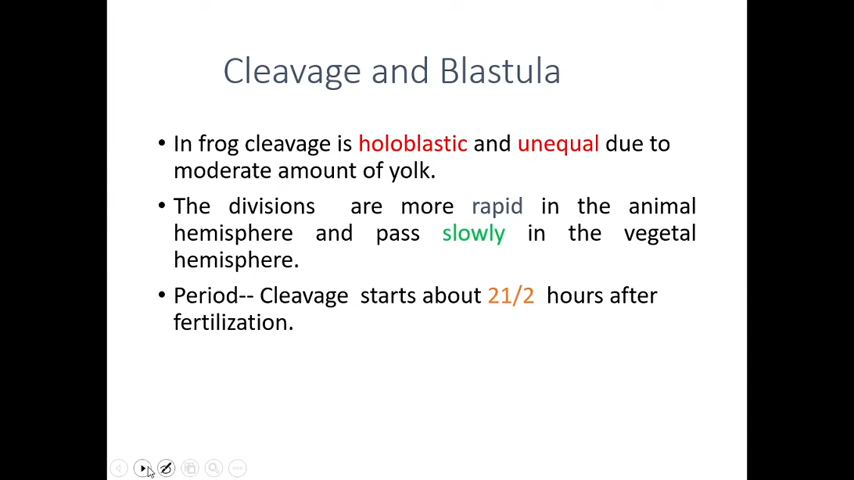 Cleavage and Blastula
• In frog cleavage is holoblastic and unequal due to
moderate amount of yolk.
• The divisions are more rapid in the animal
hemisphere and pass slowly in the vegetal
hemisphere.
• Period-- Cleavage starts about 21/2 hours after
fertilization.